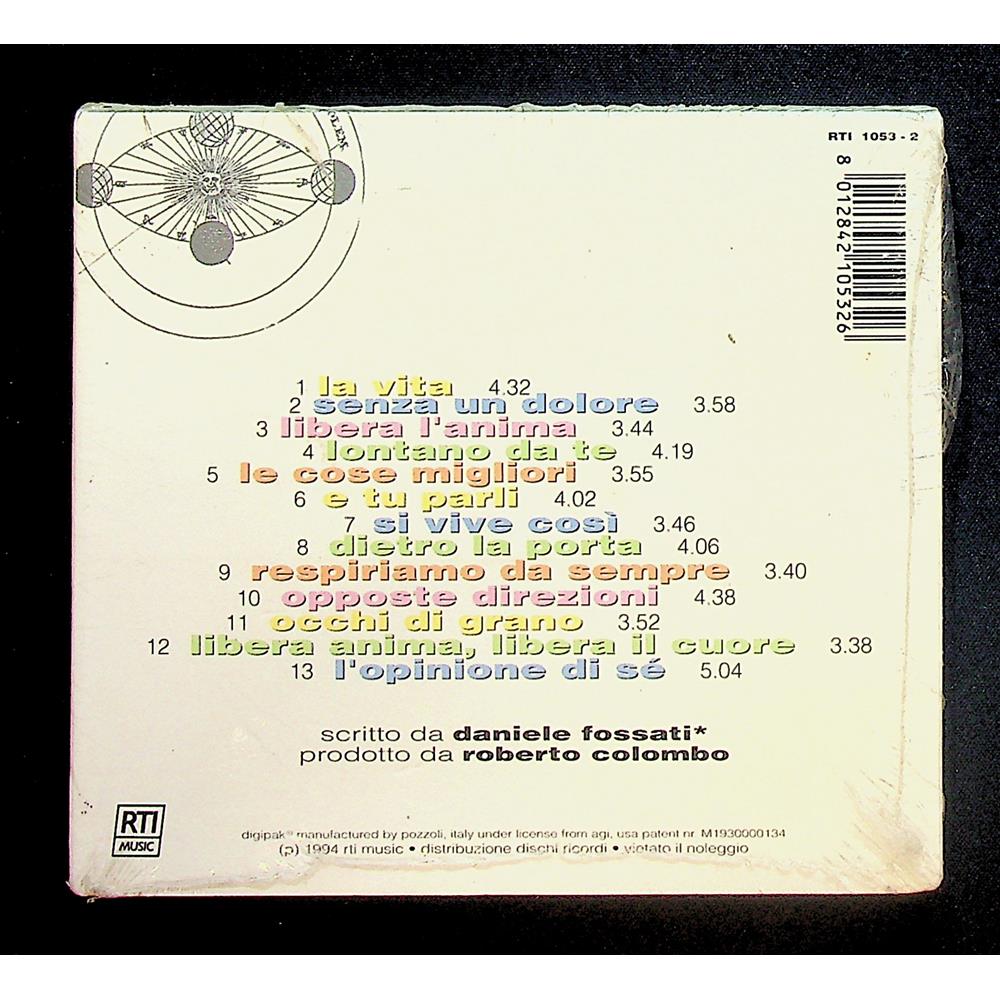 OLEM
RTI 1053 - 2
8 012842 105326
1 la vita 4.32
2 senza un dolore 3.58
3 libera l'anima 3.44
4 lontano da te 4.19
5 le cose migliori 3.55
6 e tu parli 4.02
7 si vive così 3.46
8 dietro la porta 4.06
9 respiriamo da sempre 3.40
10 opposte direzioni 4.38
11 occhi di grano 3.52
12 libera anima, libera il cuore 3.38
13 l'opinione di sé 5.04
scritto da daniele fossati*
prodotto da roberto colombo
RTI
MUSIC
digipak® manufactured by pozzoli, italy under license from agi, usa patent nr. M1930000134
(p) 1994 rti music • distribuzione dischi ricordi • vietato il noleggio